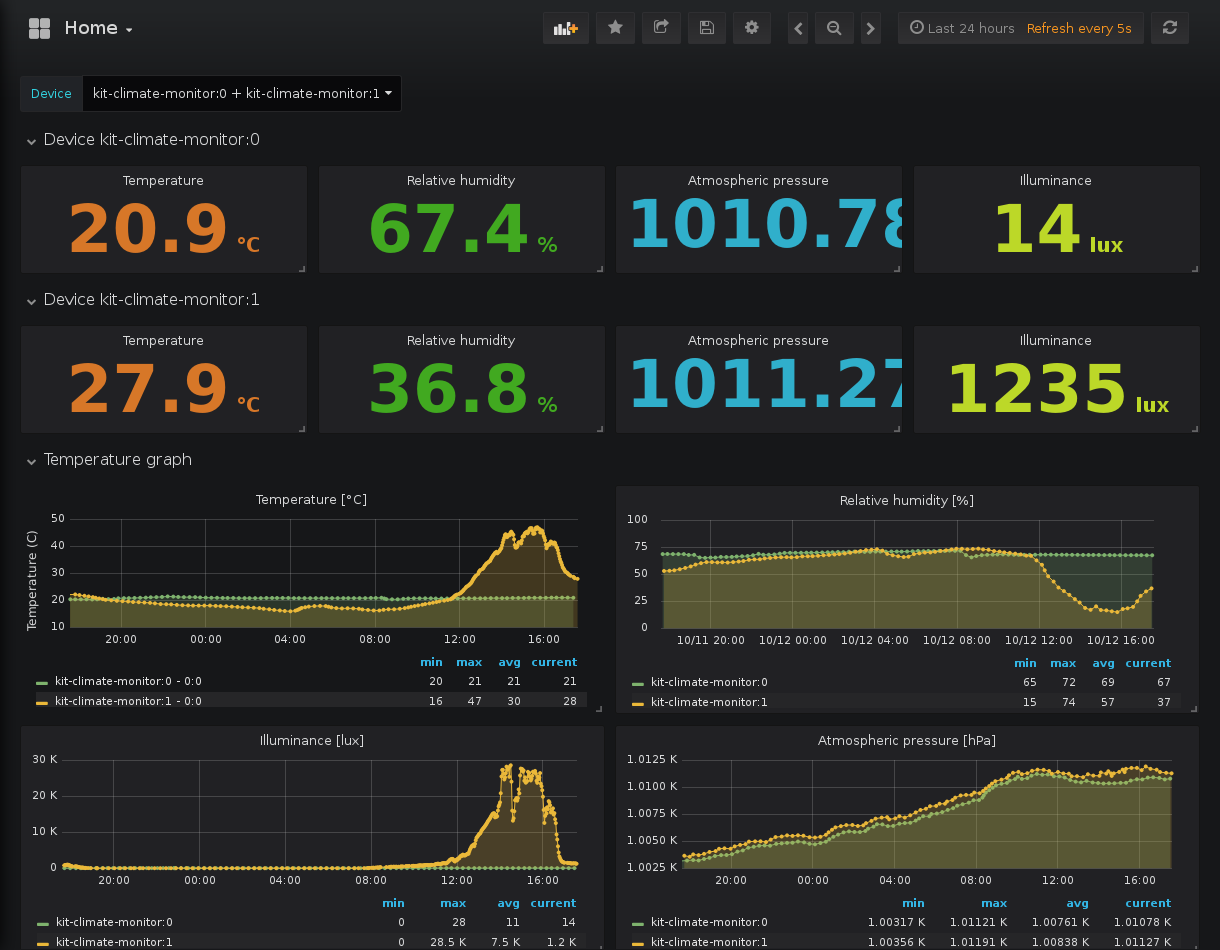 Home
Last 24 hours Refresh every 5s
Device kit-climate-monitor:0 + kit-climate-monitor:1
Device kit-climate-monitor:0
Temperature Relative humidity Atmospheric pressure Illuminance
20.9 °C 67.4 % 1010.78 14 lux
Device kit-climate-monitor:1
Temperature Relative humidity Atmospheric pressure Illuminance
27.9 °C 36.8 % 1011.27 1235 lux
Temperature graph
Temperature [°C]
Temperature (C)
50
40
30
20
10
20:00 00:00 04:00 08:00 12:00 16:00
min max avg current
kit-climate-monitor:0 - 0:0 20 21 21 21
kit-climate-monitor:1 - 0:0 16 47 30 28
Relative humidity [%]
100
75
50
25
0
10/11 20:00 10/12 00:00 10/12 04:00 10/12 08:00 10/12 12:00 10/12 16:00
min max avg current
kit-climate-monitor:0 65 72 69 67
kit-climate-monitor:1 15 74 57 37
Illuminance [lux]
30 K
20 K
10 K
0
20:00 00:00 04:00 08:00 12:00 16:00
min max avg current
kit-climate-monitor:0 0 28 11 14
kit-climate-monitor:1 0 28.5 K 7.5 K 1.2 K
Atmospheric pressure [hPa]
1.0125 K
1.0100 K
1.0075 K
1.0050 K
1.0025 K
20:00 00:00 04:00 08:00 12:00 16:00
min max avg current
kit-climate-monitor:0 1.00317 K 1.01121 K 1.00761 K 1.01078 K
kit-climate-monitor:1 1.00356 K 1.01191 K 1.00838 K 1.01127 K